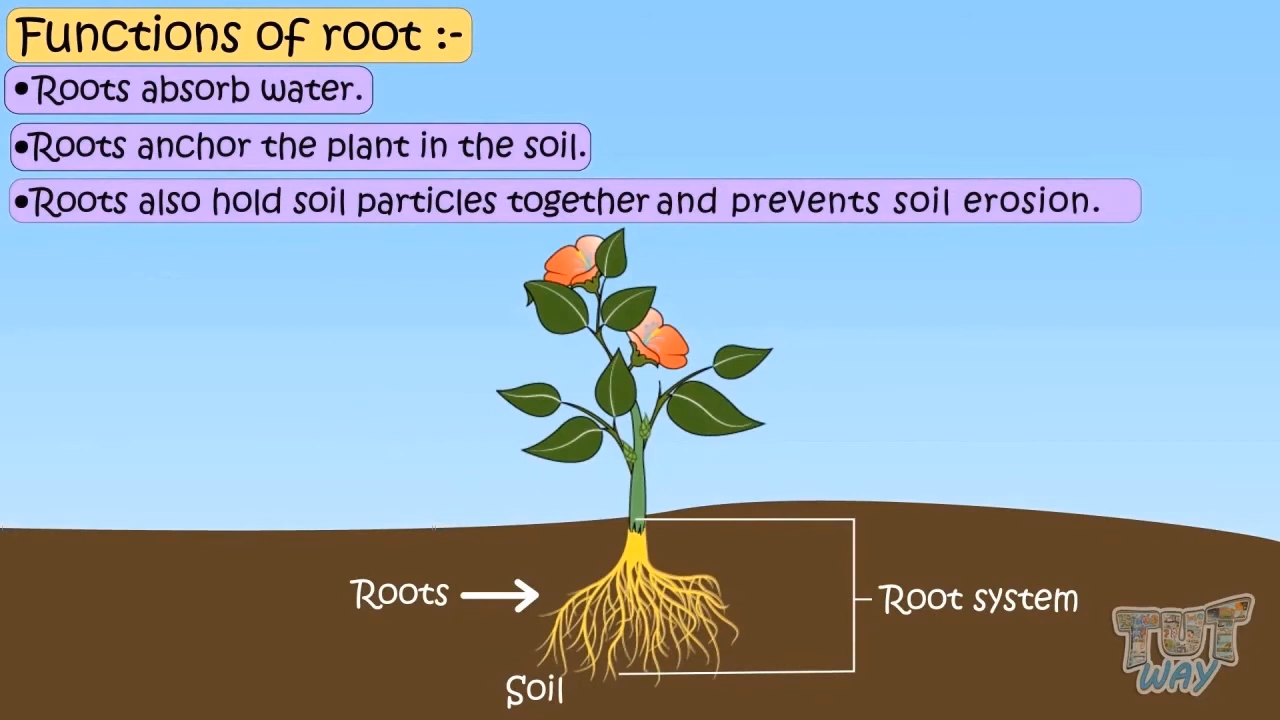 Functions of root :-
•Roots absorb water.
•Roots anchor the plant in the soil.
•Roots also hold soil particles together and prevents soil erosion.
Roots
Root system
Soil
TUT
WAY